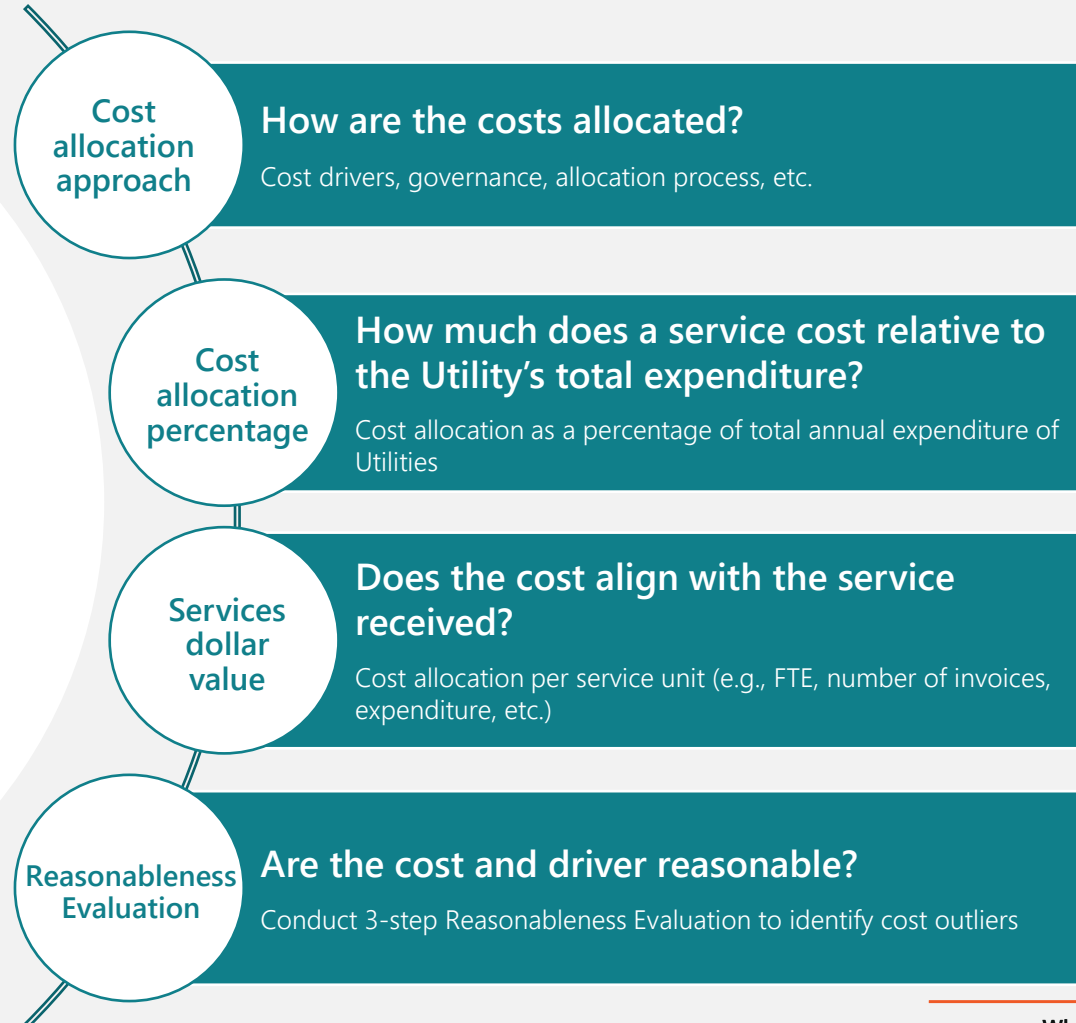 Cost
allocation
approach
How are the costs allocated?
Cost drivers, governance, allocation process, etc.
Cost
allocation
percentage
How much does a service cost relative to
the Utility’s total expenditure?
Cost allocation as a percentage of total annual expenditure of
Utilities
Services
dollar
value
Does the cost align with the service
received?
Cost allocation per service unit (e.g., FTE, number of invoices,
expenditure, etc.)
Reasonableness
Evaluation
Are the cost and driver reasonable?
Conduct 3-step Reasonableness Evaluation to identify cost outliers